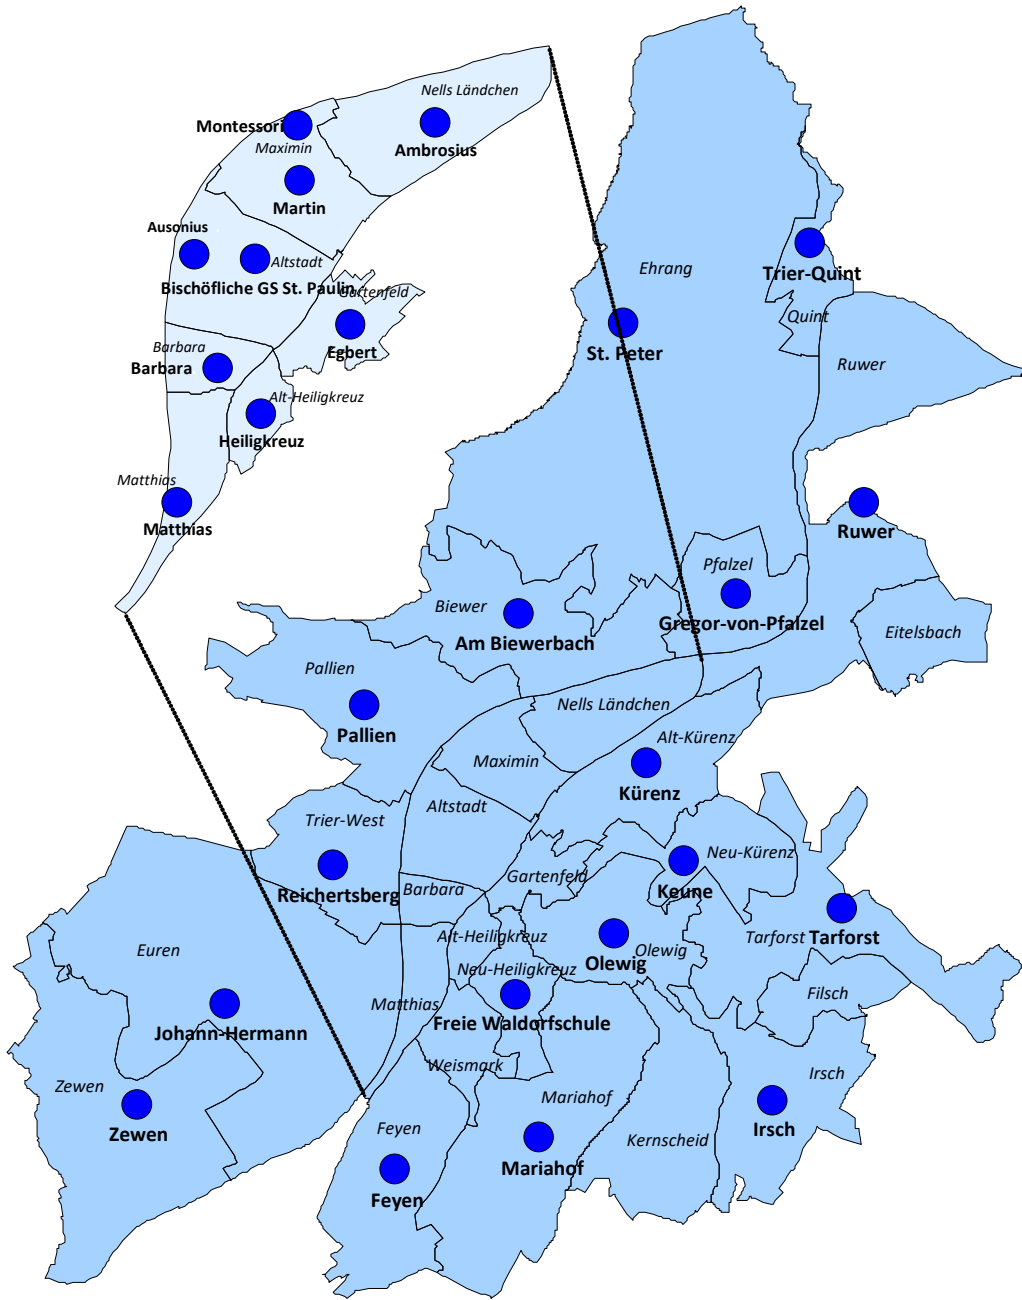 Nells Ländchen
Montessori
Maximin
Ambrosius
Martin
Ausonius
Altstadt
Bischöfliche GS St. Paulin
Gartenfeld
Egbert
Barbara
Barbara
Alt-Heiligkreuz
Heiligkreuz
Matthias
Matthias
Ehrang
Trier-Quint
Quint
St. Peter
Ruwer
Ruwer
Pfalzel
Gregor-von-Pfalzel
Biewer
Am Biewerbach
Eitelsbach
Pallien
Pallien
Nells Ländchen
Alt-Kürenz
Maximin
Kürenz
Altstadt
Trier-West
Reichertsberg
Neu-Kürenz
Gartenfeld
Keune
Barbara
Tarforst
Tarforst
Alt-Heiligkreuz
Olewig
Olewig
Euren
Neu-Heiligkreuz
Filsch
Matthias
Freie Waldorfschule
Johann-Hermann
Weismark
Irsch
Zewen
Zewen
Mariahof
Irsch
Feyen
Kernscheid
Mariahof
Feyen